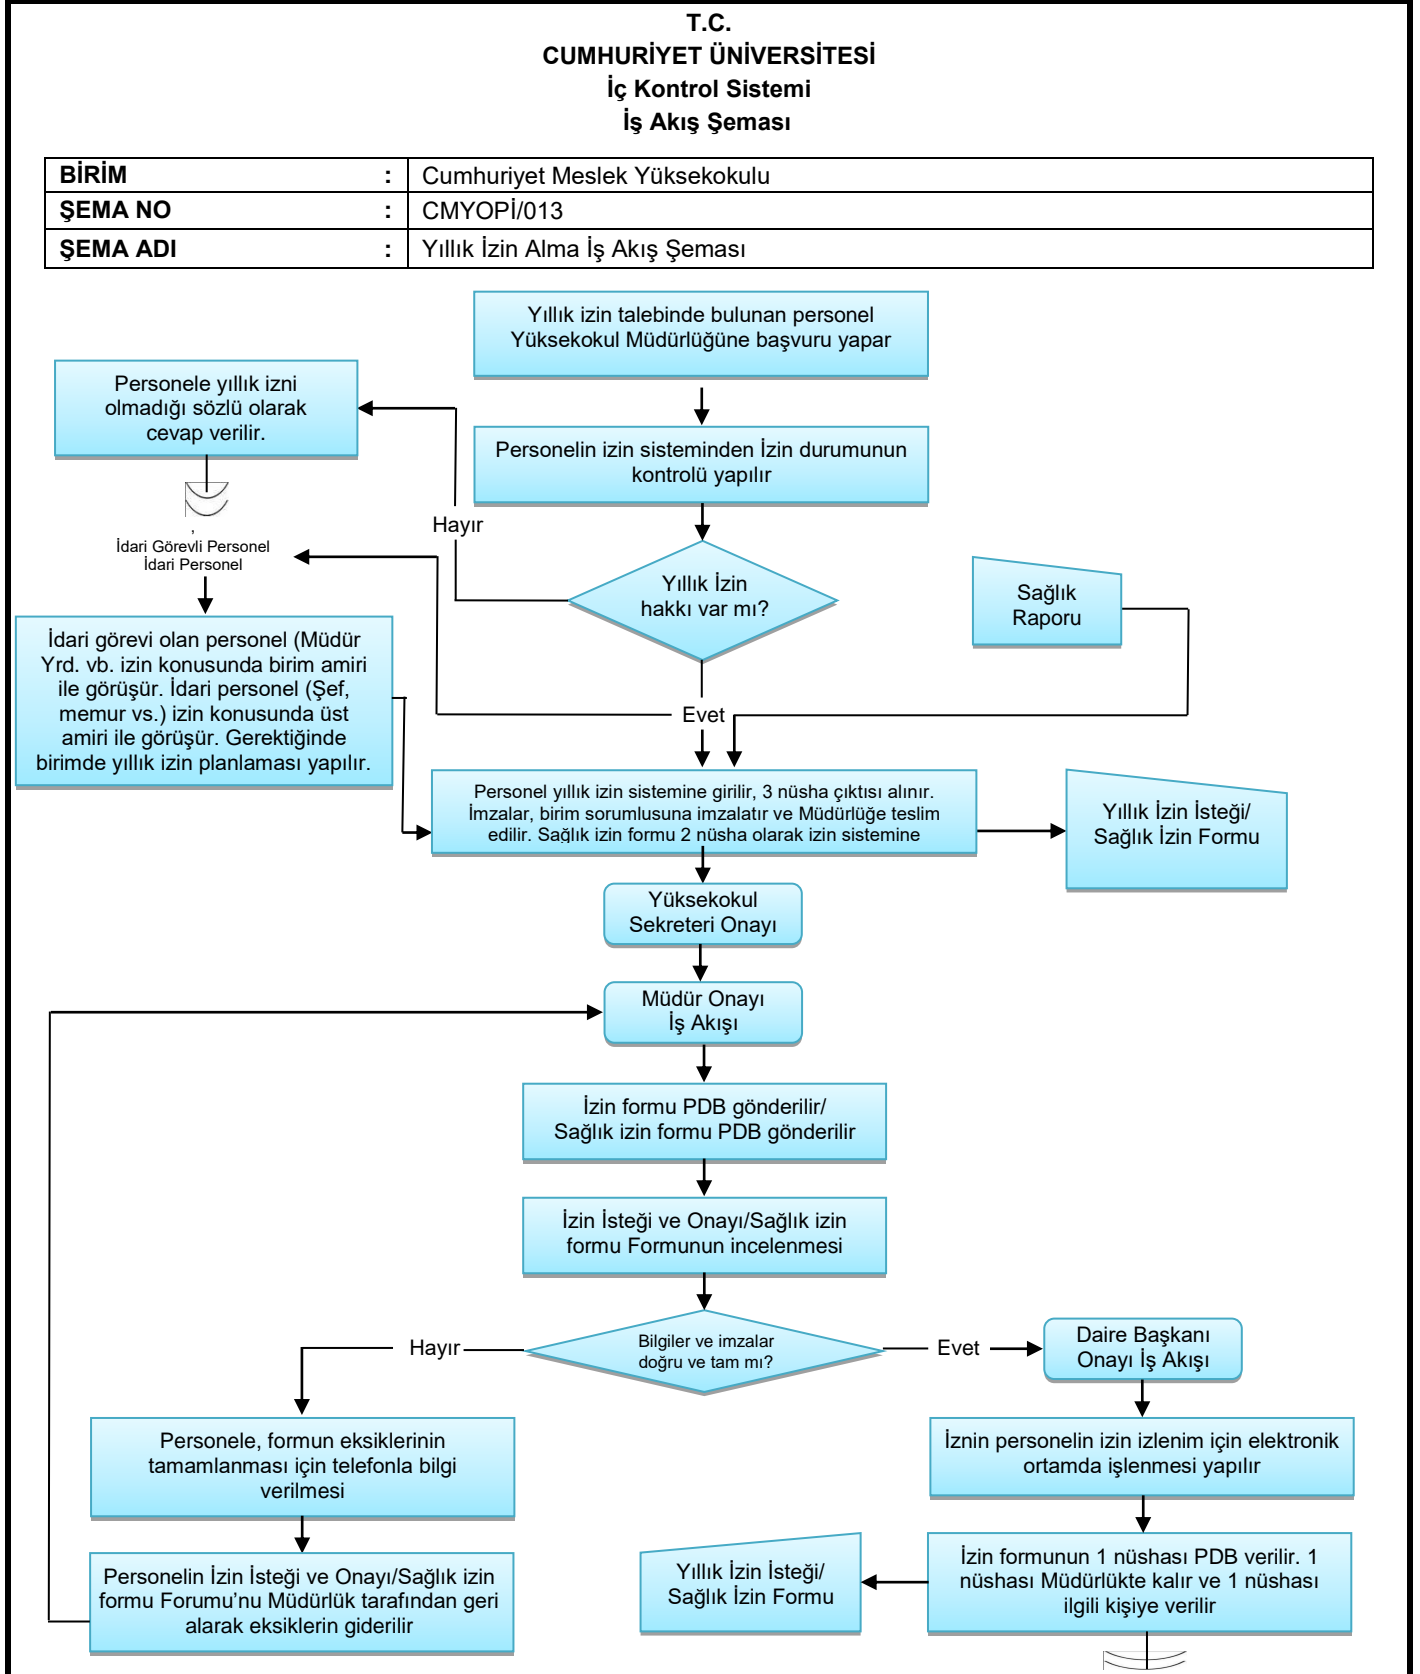 T.C.
CUMHURİYET ÜNİVERSİTESİ
İç Kontrol Sistemi
İş Akış Şeması
BİRİM : Cumhuriyet Meslek Yüksekokulu
ŞEMA NO : CMYOPİ/013
ŞEMA ADI : Yıllık İzin Alma İş Akış Şeması
Yıllık izin talebinde bulunan personel
Yüksekokul Müdürlüğüne başvuru yapar
Personele yıllık izni
olmadığı sözlü olarak
cevap verilir.
Personelin izin sisteminden İzin durumunun
kontrolü yapılır
Hayır
,
İdari Görevli Personel
İdari Personel
Yıllık İzin
hakkı var mı?
Sağlık
Raporu
İdari görevi olan personel (Müdür
Yrd. vb. izin konusunda birim amiri
ile görüşür. İdari personel (Şef,
memur vs.) izin konusunda üst
amiri ile görüşür. Gerektiğinde
birimde yıllık izin planlaması yapılır.
Evet
Personel yıllık izin sistemine girilir, 3 nüsha çıktısı alınır.
İmzalar, birim sorumlusuna imzalatır ve Müdürlüğe teslim
edilir. Sağlık izin formu 2 nüsha olarak izin sistemine
Yıllık İzin İsteği/
Sağlık İzin Formu
Yüksekokul
Sekreteri Onayı
Müdür Onayı
İş Akışı
İzin formu PDB gönderilir/
Sağlık izin formu PDB gönderilir
İzin İsteği ve Onayı/Sağlık izin
formu Formunun incelenmesi
Hayır
Bilgiler ve imzalar
doğru ve tam mı?
Evet
Daire Başkanı
Onayı İş Akışı
Personele, formun eksiklerinin
tamamlanması için telefonla bilgi
verilmesi
İznin personelin izin izlenim için elektronik
ortamda işlenmesi yapılır
Personelin İzin İsteği ve Onayı/Sağlık izin
formu Forumu’nu Müdürlük tarafından geri
alarak eksiklerin giderilir
Yıllık İzin İsteği/
Sağlık İzin Formu
İzin formunun 1 nüshası PDB verilir. 1
nüshası Müdürlükte kalır ve 1 nüshası
ilgili kişiye verilir